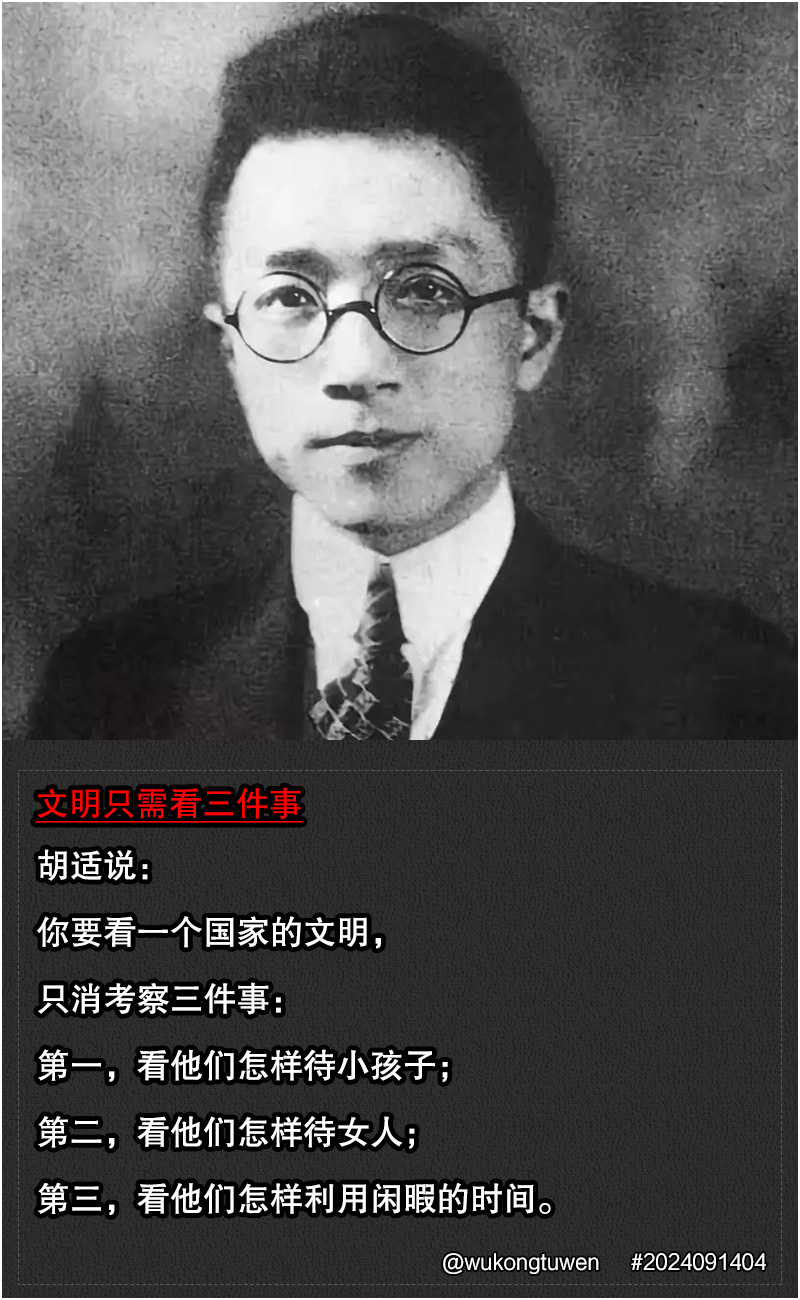 文明只需看三件事
胡适说：
你要看一个国家的文明，
只消考察三件事：
第一，看他们怎样待小孩子；
第二，看他们怎样待女人；
第三，看他们怎样利用闲暇的时间。
@wukongtuwen #2024091404